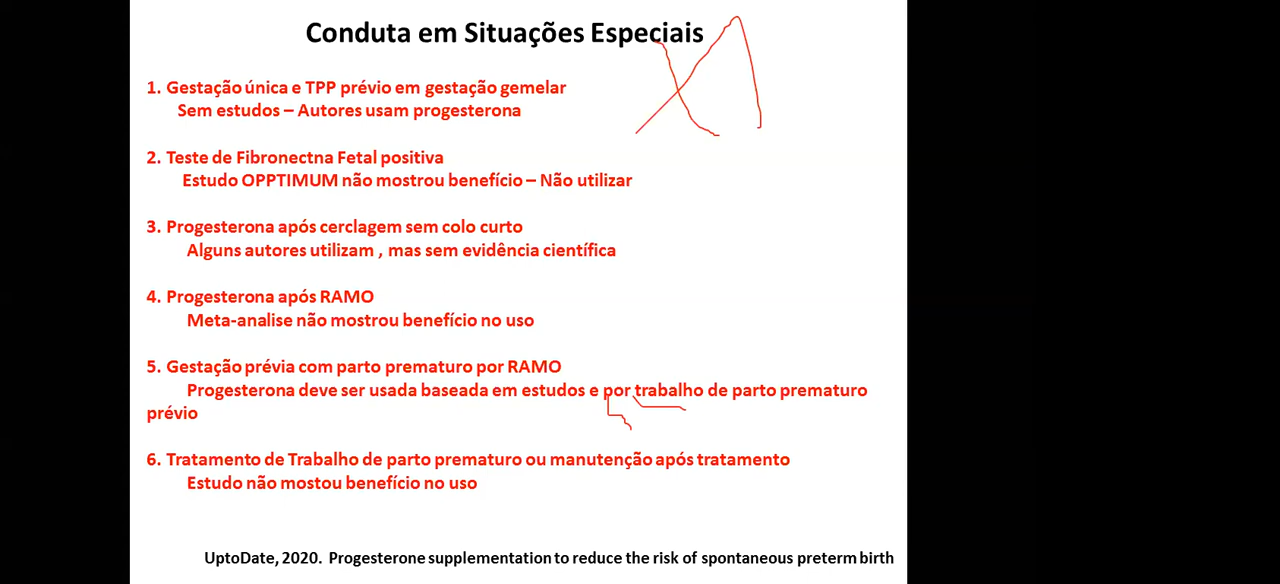 Conduta em Situações Especiais
1. Gestação única e TPP prévio em gestação gemelar
Sem estudos – Autores usam progesterona
2. Teste de Fibronectna Fetal positiva
Estudo OPPTIMUM não mostrou benefício – Não utilizar
3. Progesterona após cerclagem sem colo curto
Alguns autores utilizam , mas sem evidência científica
4. Progesterona após RAMO
Meta-analise não mostrou benefício no uso
5. Gestação prévia com parto prematuro por RAMO
Progesterona deve ser usada baseada em estudos e por trabalho de parto prematuro
prévio
6. Tratamento de Trabalho de parto prematuro ou manutenção após tratamento
Estudo não mostou benefício no uso
UptoDate, 2020. Progesterone supplementation to reduce the risk of spontaneous preterm birth